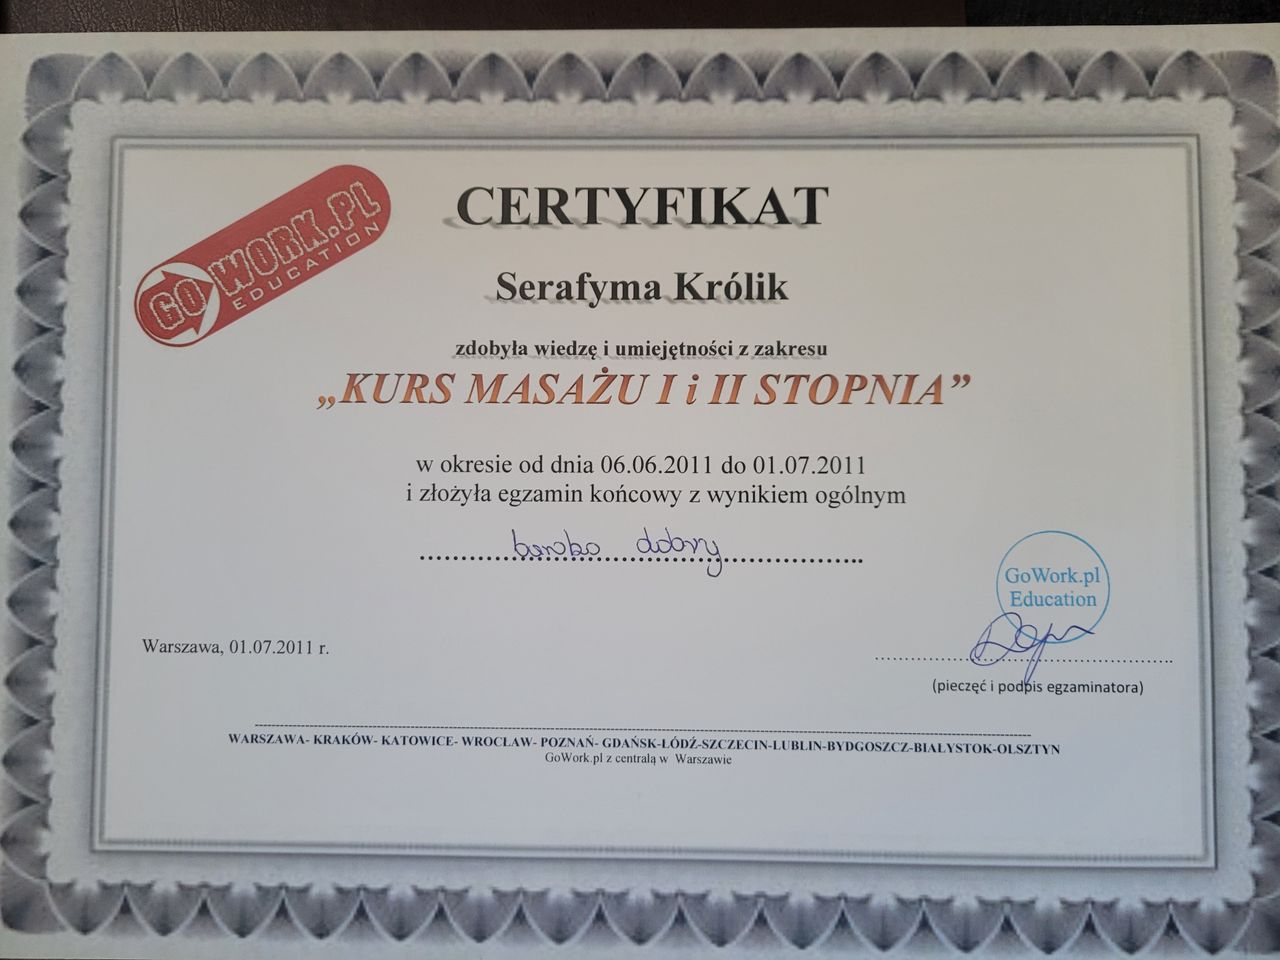 GOWORK.PL
EDUCATION
CERTYFIKAT
Serafyma Królik
zdobyła wiedzę i umiejętności z zakresu
„KURS MASAŻU I i II STOPNIA”
w okresie od dnia 06.06.2011 do 01.07.2011
i złożyła egzamin końcowy z wynikiem ogólnym
bardzo dobry
GoWork.pl
Education
Warszawa, 01.07.2011 r.
(pieczęć i podpis egzaminatora)
WARSZAWA- KRAKÓW- KATOWICE- WROCŁAW- POZNAŃ- GDAŃSK-ŁÓDŹ-SZCZECIN-LUBLIN-BYDGOSZCZ-BIAŁYSTOK-OLSZTYN
GoWork.pl z centralą w Warszawie